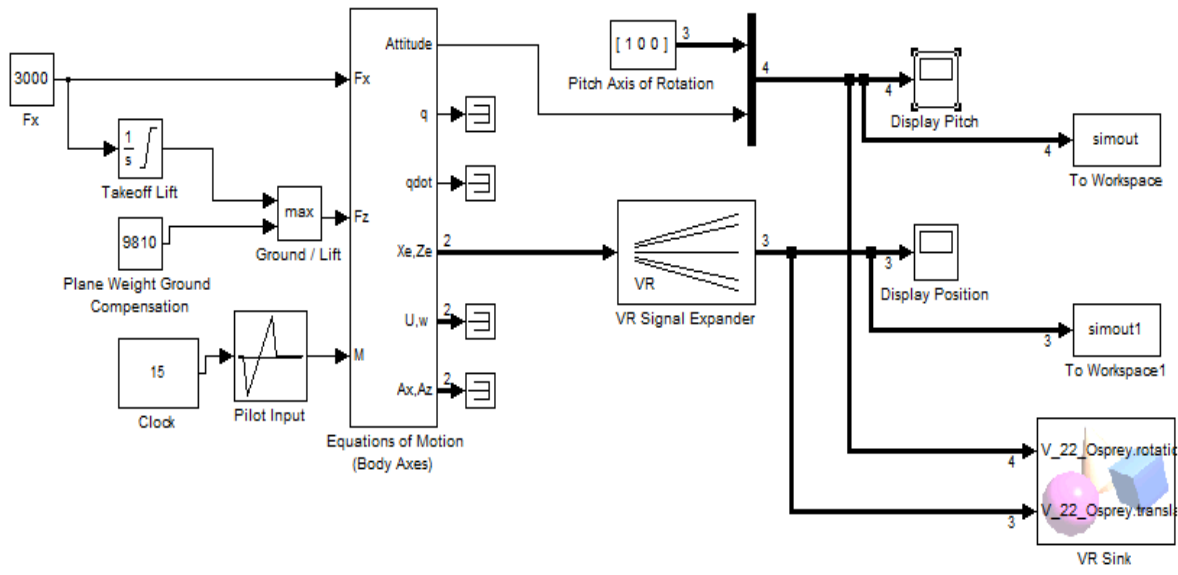 3000
Fx
1
s
Takeoff Lift
9810
Plane Weight Ground
Compensation
max
Ground / Lift
15
Clock
Pilot Input
Fx
Fz
M
Attitude
q
qdot
Xe,Ze
U,w
Ax,Az
Equations of Motion
(Body Axes)
2
2
2
[ 1 0 0 ]
3
Pitch Axis of Rotation
4
VR
VR Signal Expander
3
4
Display Pitch
4
simout
To Workspace
3
Display Position
3
simout1
To Workspace1
4
V_22_Osprey.rotatic
3
V_22_Osprey.transla
VR Sink